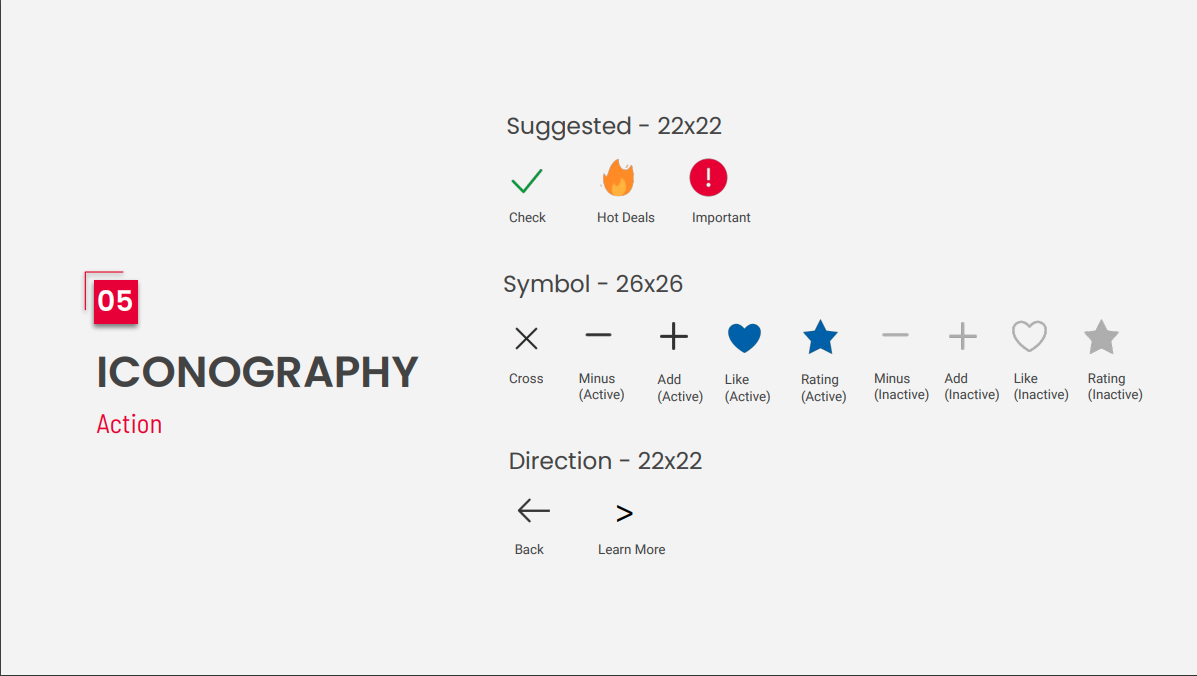 05
ICONOGRAPHY
Action
Suggested - 22x22
Check
Hot Deals
Important
Symbol - 26x26
Cross
Minus
(Active)
Add
(Active)
Like
(Active)
Rating
(Active)
Minus
(Inactive)
Add
(Inactive)
Like
(Inactive)
Rating
(Inactive)
Direction - 22x22
Back
Learn More